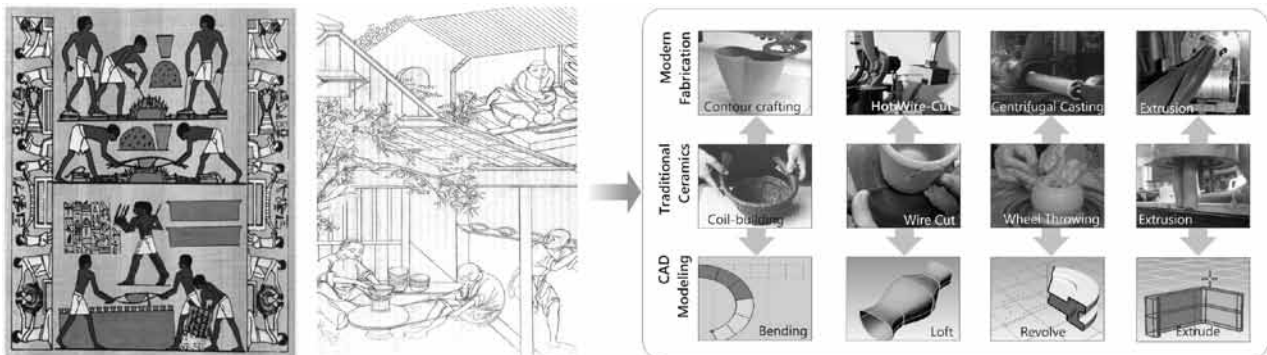 Modern
Fabrication
Contour crafting
Hot Wire-Cut
Centrifugal Casting
Extrusion
Traditional
Ceramics
Coil-building
Wire Cut
Wheel Throwing
Extrusion
CAD
Modeling
Bending
Loft
Revolve
Extrude